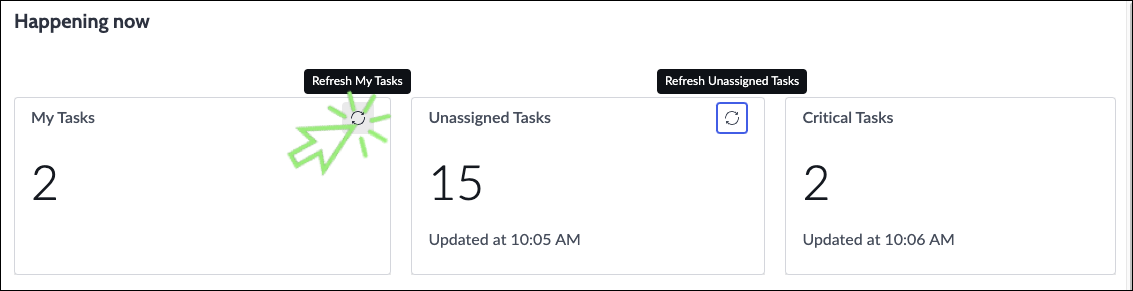 Happening now
Refresh My Tasks
Refresh Unassigned Tasks
My Tasks
Unassigned Tasks
Critical Tasks
2
15
2
Updated at 10:05 AM
Updated at 10:06 AM